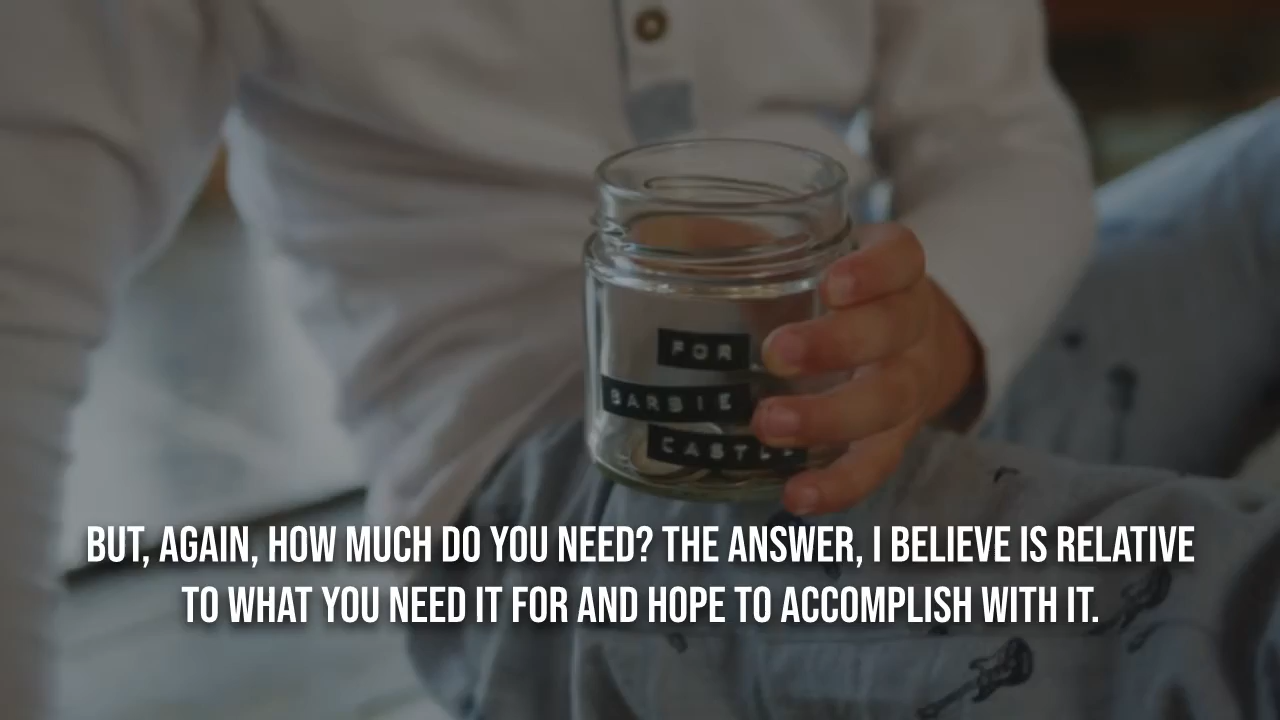 FOR
BARBIE
CASTLE
BUT, AGAIN, HOW MUCH DO YOU NEED? THE ANSWER, I BELIEVE IS RELATIVE
TO WHAT YOU NEED IT FOR AND HOPE TO ACCOMPLISH WITH IT.